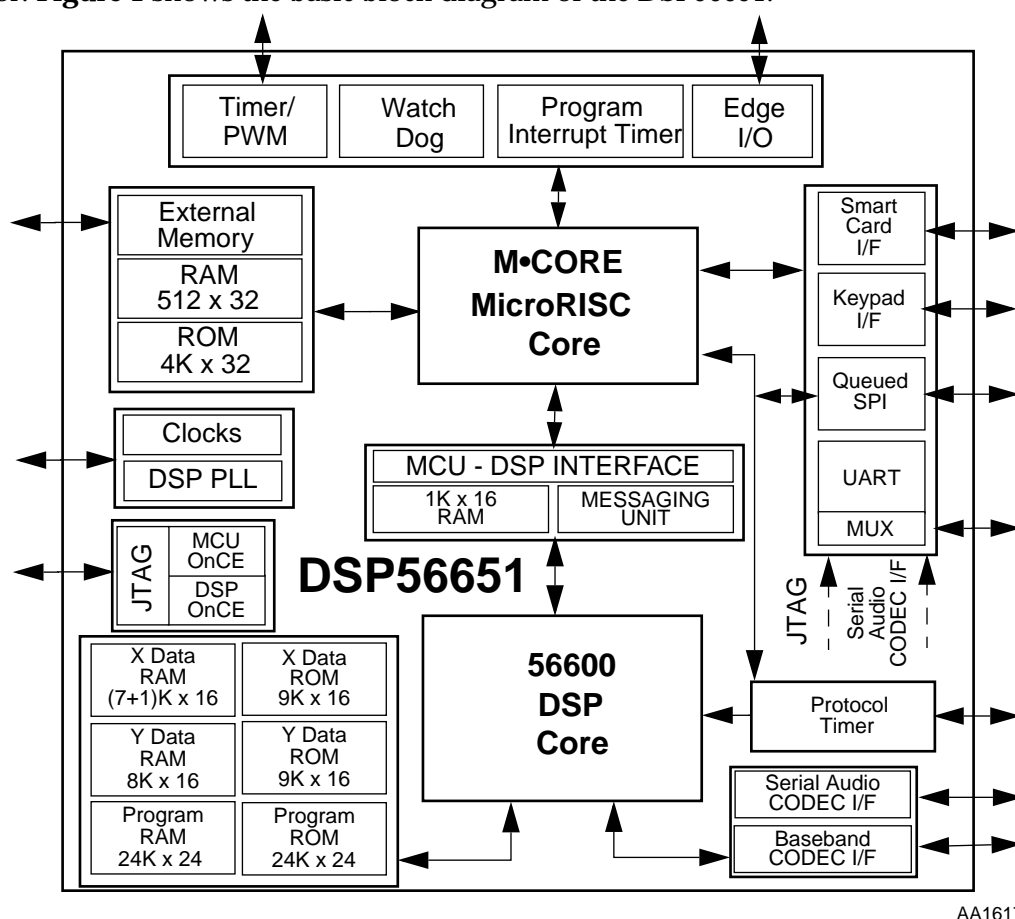 Figure 1 shows the basic block diagram of the DSP56651.
Timer/
PWM
Watch
Dog
Program
Interrupt Timer
Edge
I/O
External
Memory
RAM
512 x 32
ROM
4K x 32
M•CORE
MicroRISC
Core
Smart
Card
I/F
Keypad
I/F
Queued
SPI
UART
MUX
Clocks
DSP PLL
MCU - DSP INTERFACE
1K x 16
RAM
MESSAGING
UNIT
JTAG
MCU
OnCE
DSP
OnCE
DSP56651
JTAG
Serial
Audio
CODEC I/F
X Data
RAM
(7+1)K x 16
X Data
ROM
9K x 16
Y Data
RAM
8K x 16
Y Data
ROM
9K x 16
Program
RAM
24K x 24
Program
ROM
24K x 24
56600
DSP
Core
Protocol
Timer
Serial Audio
CODEC I/F
Baseband
CODEC I/F
AA1617